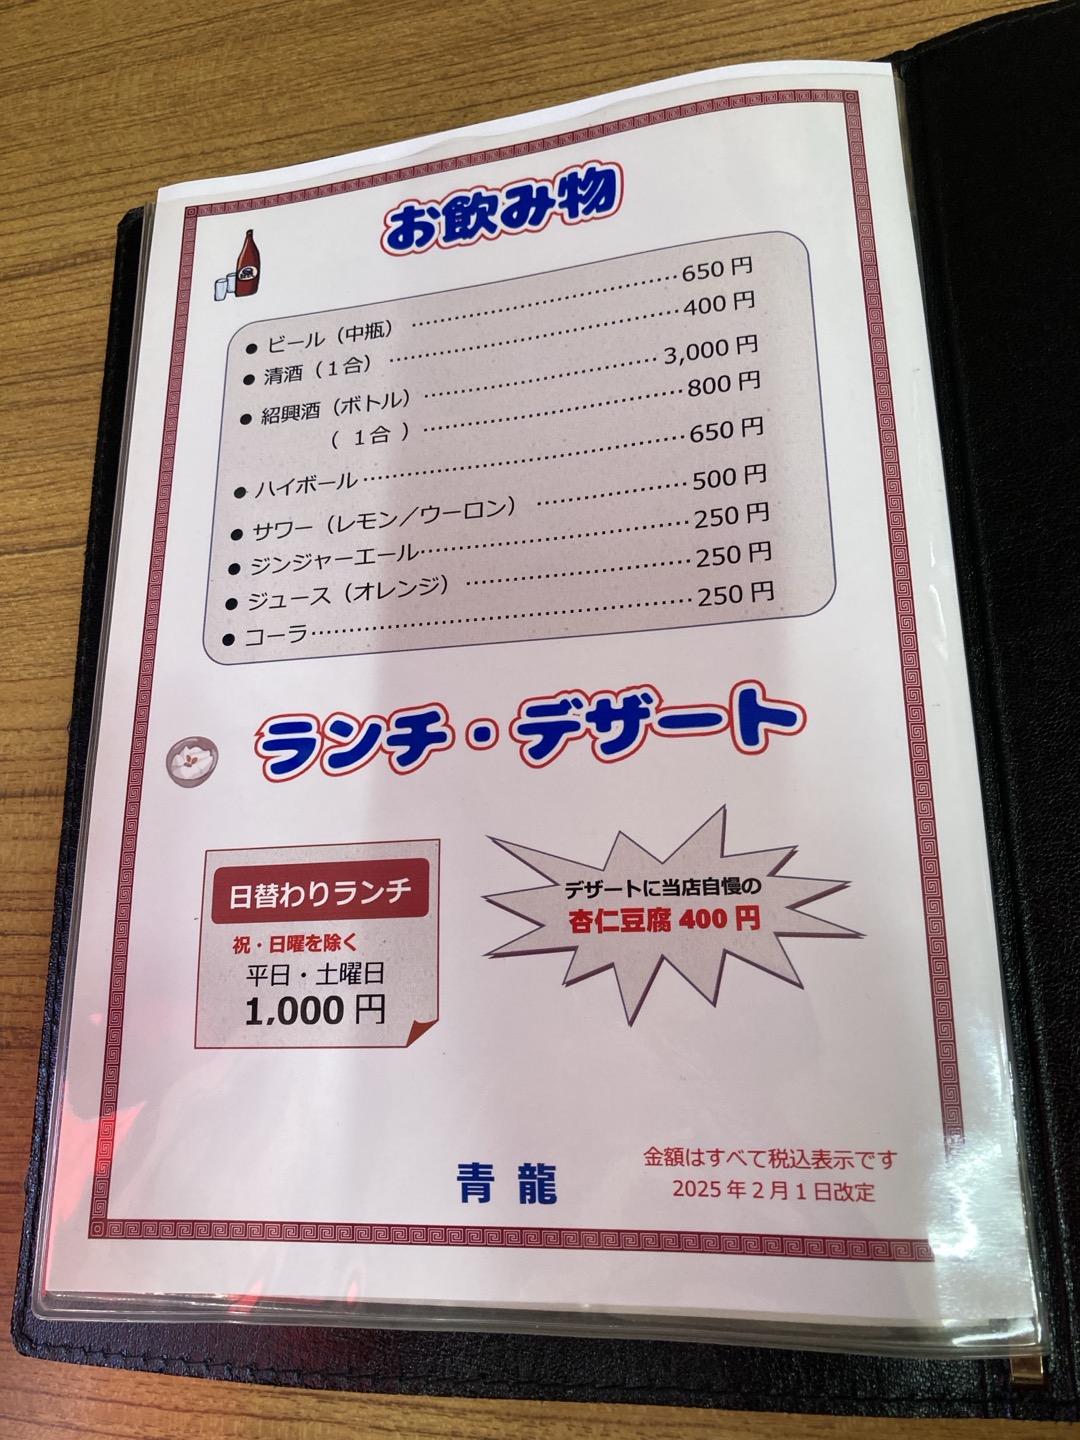 お飲み物
●ビール（中瓶）…………………650円
●清酒（１合）…………………400円
●紹興酒（ボトル）…………………3,000円
（ １合 ）…………………800円
●ハイボール…………………650円
●サワー（レモン／ウーロン）…………………500円
●ジンジャーエール…………………250円
●ジュース（オレンジ）…………………250円
●コーラ…………………250円
ランチ・デザート
日替わりランチ
祝・日曜を除く
平日・土曜日
1,000円
デザートに当店自慢の
杏仁豆腐 400円
青龍
金額はすべて税込表示です
2025年２月１日改定